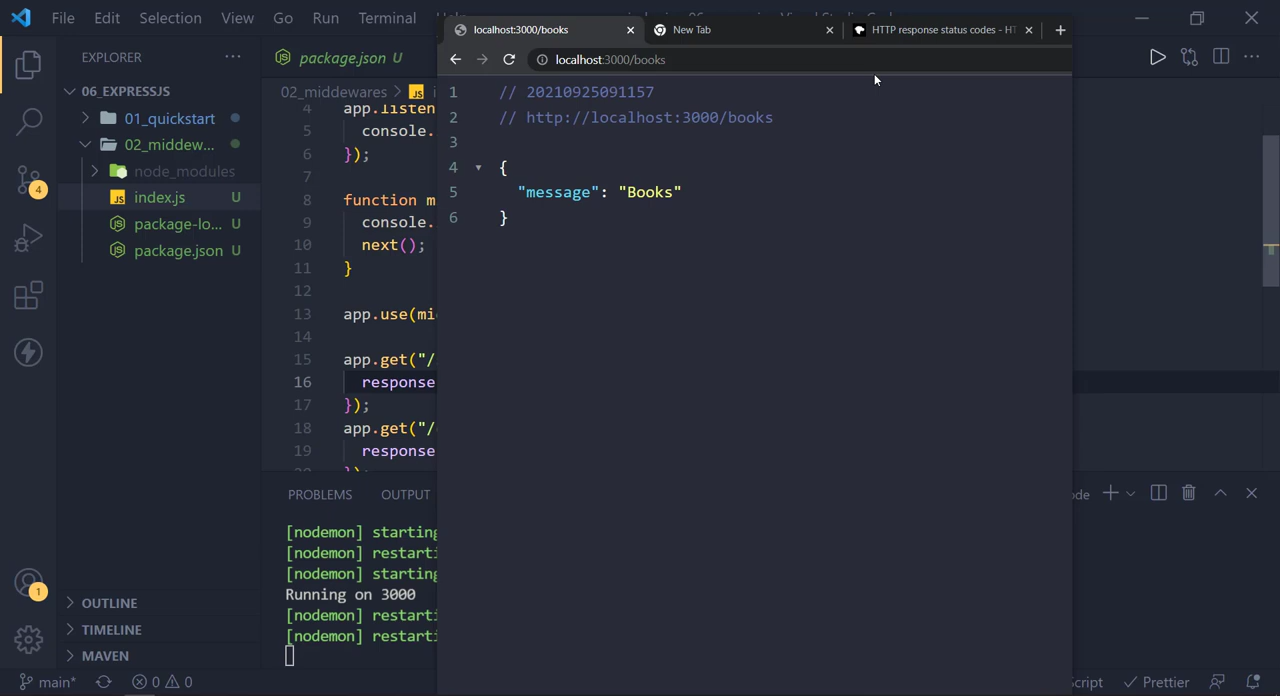 File Edit Selection View Go Run Terminal
localhost:3000/books
New Tab
HTTP response status codes - HT
localhost:3000/books
EXPLORER
06_EXPRESSJS
01_quickstart
02_middew...
node_modules
index.js U
package-lo... U
package.json U
OUTLINE
TIMELINE
MAVEN
package.json U
02_middewares > JS i
4 app.listen
5 console.
6 });
7
8 function m
9 console.
10 next();
11 }
12
13 app.use(mi
14
15 app.get("/
16 response
17 });
18 app.get("/
19 response
1 // 20210925091157
2 // http://localhost:3000/books
3
4 {
5 "message": "Books"
6 }
PROBLEMS OUTPUT
[nodemon] starting
[nodemon] restarti
[nodemon] starting
Running on 3000
[nodemon] restarti
[nodemon] restarti
4
1
main* 0 0
Prettier